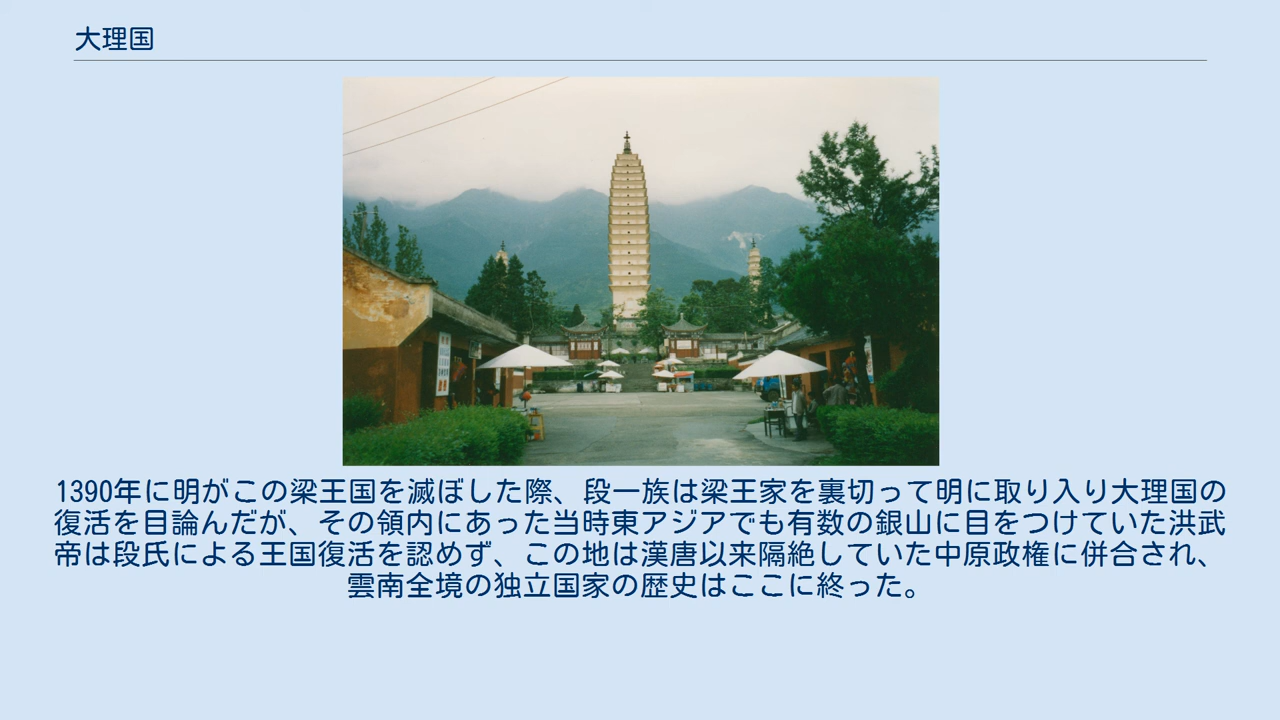 大理国
1390年に明がこの梁王国を滅ぼした際、段一族は梁王家を裏切って明に取り入り大理国の
復活を目論んだが、その領内にあった当時東アジアでも有数の銀山に目をつけていた洪武
帝は段氏による王国復活を認めず、この地は漢唐以来隔絶していた中原政権に併合され、
雲南全境の独立国家の歴史はここに終った。